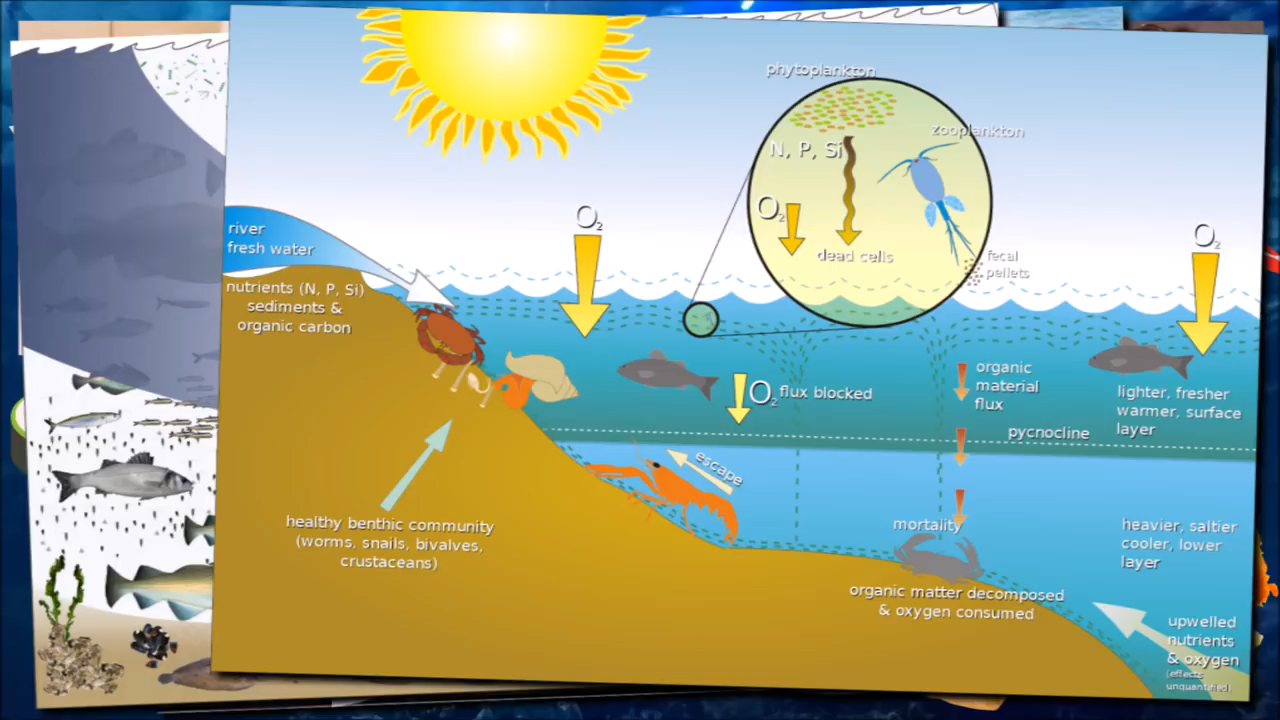 phytoplankton
zooplankton
N, P, Si
O₂
dead cells
fecal
pellets
O₂
O₂
river
fresh water
nutrients (N, P, Si)
sediments &
organic carbon
O₂ flux blocked
organic
material
flux
lighter, fresher
warmer, surface
layer
pycnocline
escape
healthy benthic community
(worms, snails, bivalves,
crustaceans)
mortality
heavier, saltier
cooler, lower
layer
organic matter decomposed
& oxygen consumed
upwelled
nutrients
& oxygen
(effects
unquantified)